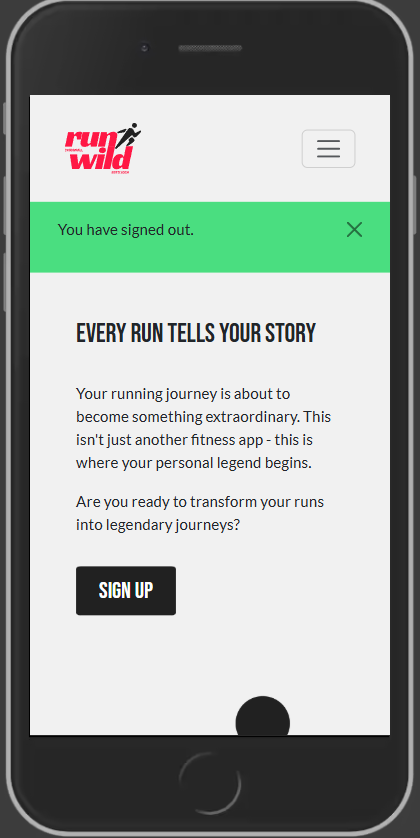 run
wild
You have signed out.
EVERY RUN TELLS YOUR STORY
Your running journey is about to
become something extraordinary. This
isn't just another fitness app - this is
where your personal legend begins.
Are you ready to transform your runs
into legendary journeys?
SIGN UP